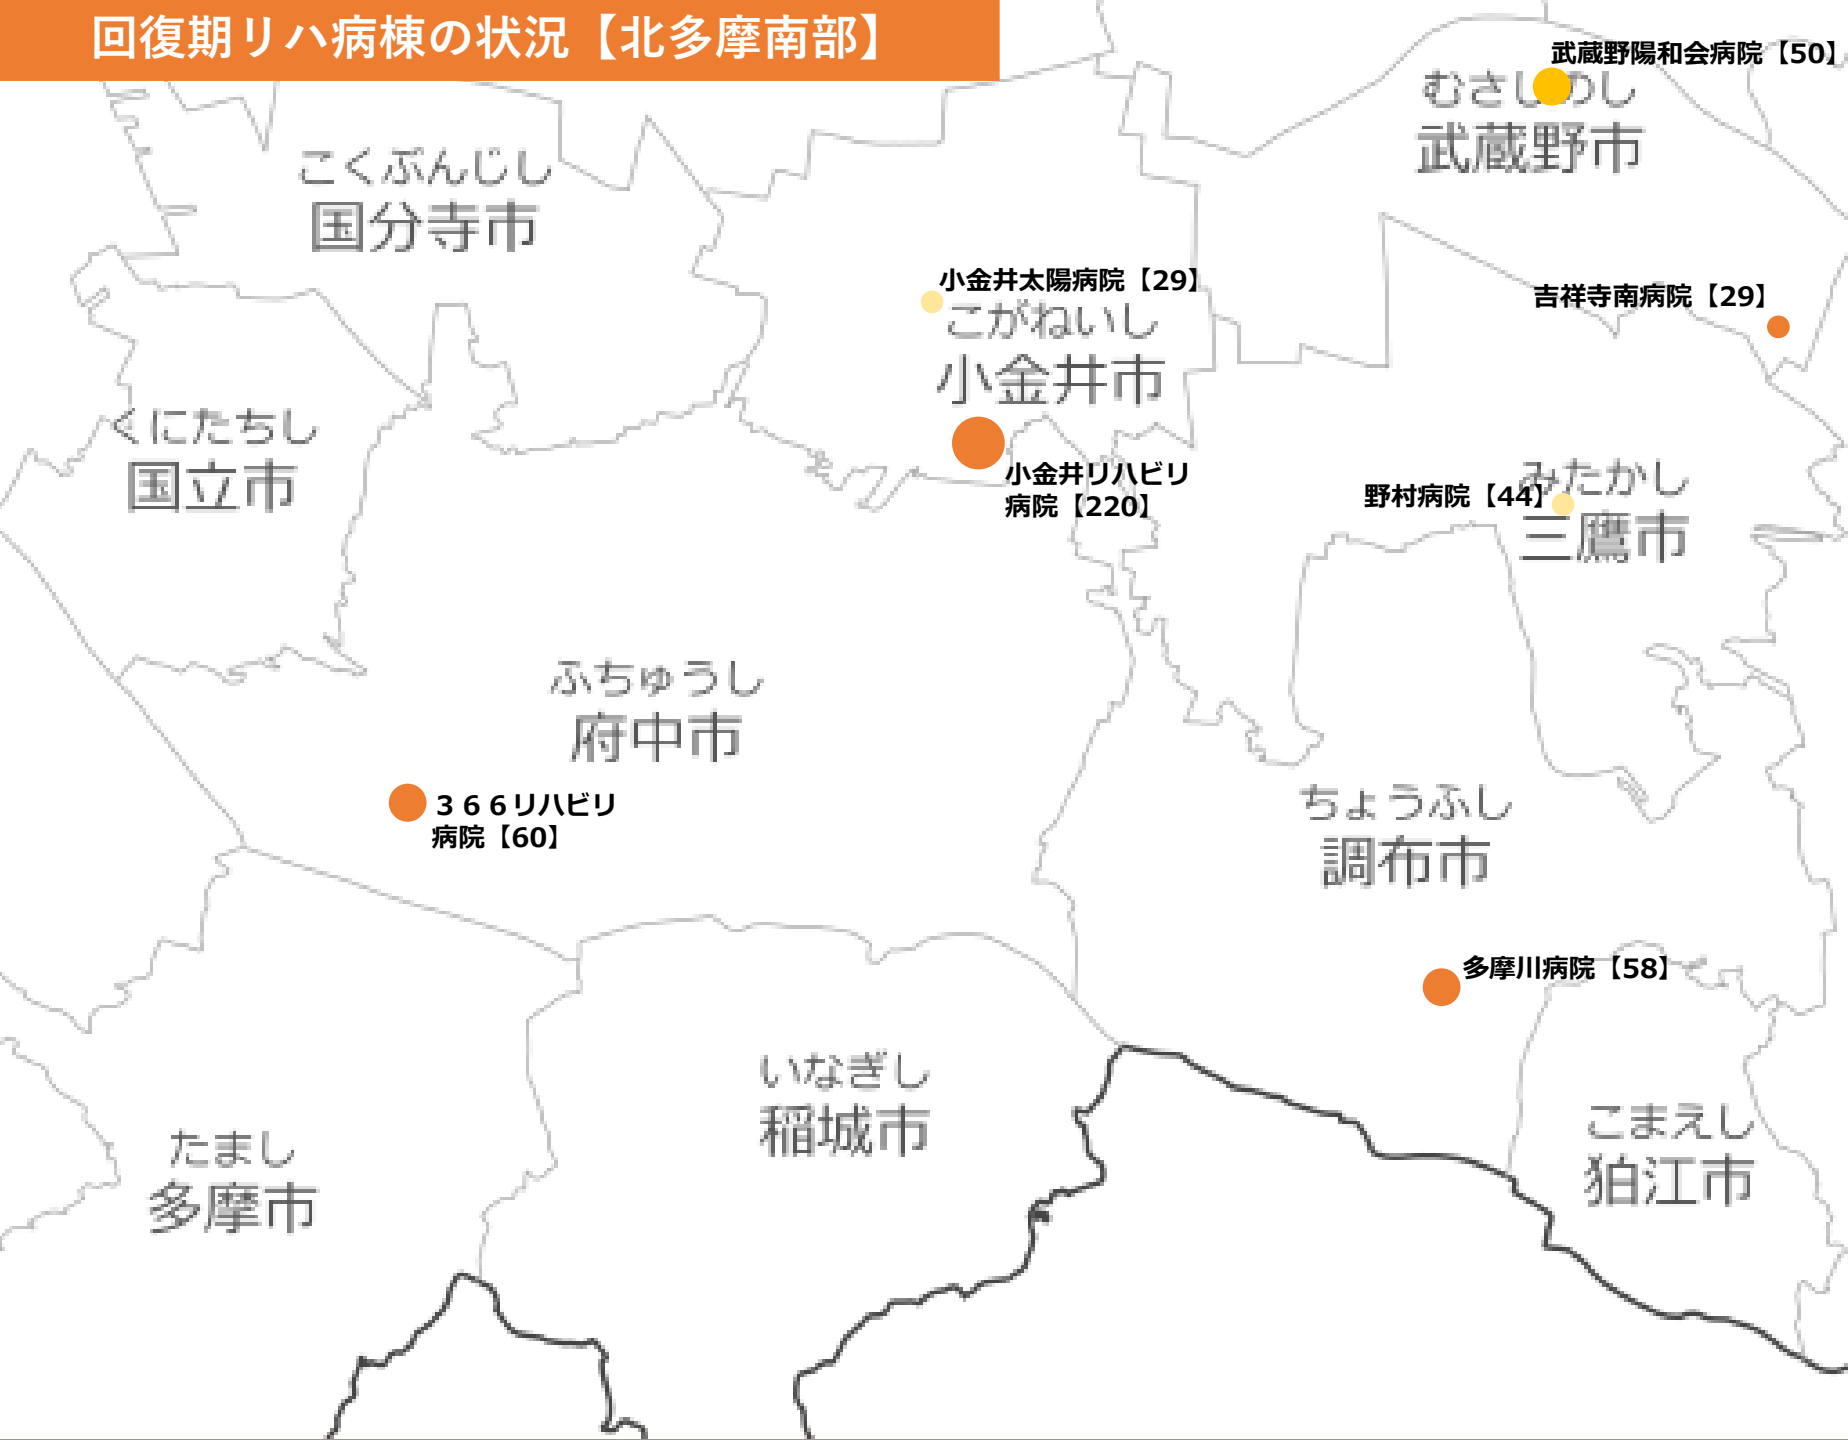 回復期リハ病棟の状況【北多摩南部】
武蔵野陽和会病院【50】
むさしのし
武蔵野市
こくぶんじし
国分寺市
小金井太陽病院【29】
こがねいし
小金井市
吉祥寺南病院【29】
くにたちし
国立市
小金井リハビリ
病院【220】
野村病院【44】
みたかし
三鷹市
ふちゅうし
府中市
３６６リハビリ
病院【60】
ちょうふし
調布市
多摩川病院【58】
いなぎし
稲城市
たまし
多摩市
こまえし
狛江市